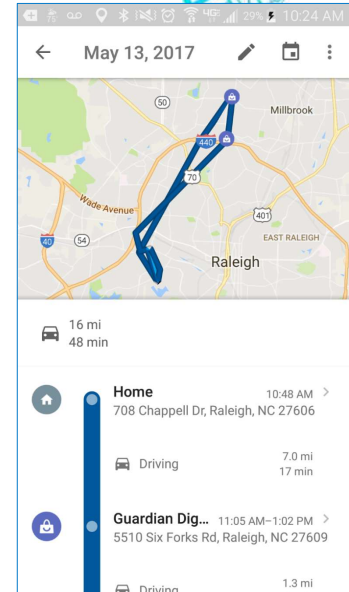 29% 10:24 AM
May 13, 2017
50
Millbrook
440
70
Wade Avenue
401
40
54
EAST RALEIGH
Raleigh
16 mi
48 min
Home 10:48 AM
708 Chappell Dr, Raleigh, NC 27606
Driving 7.0 mi
17 min
Guardian Dig... 11:05 AM–1:02 PM
5510 Six Forks Rd, Raleigh, NC 27609
Driving 1.3 mi